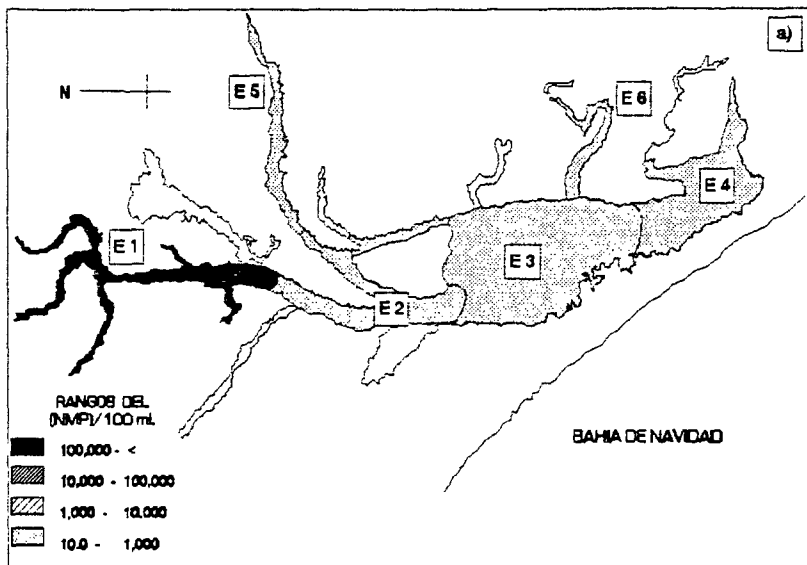 a)
N
E 5
E 6
E 4
E 1
E 3
E 2
RANGOS DEL
(NMP)/100 ml.
100,000 - <
10,000 - 100,000
1,000 - 10,000
10.0 - 1,000
BAHIA DE NAVIDAD